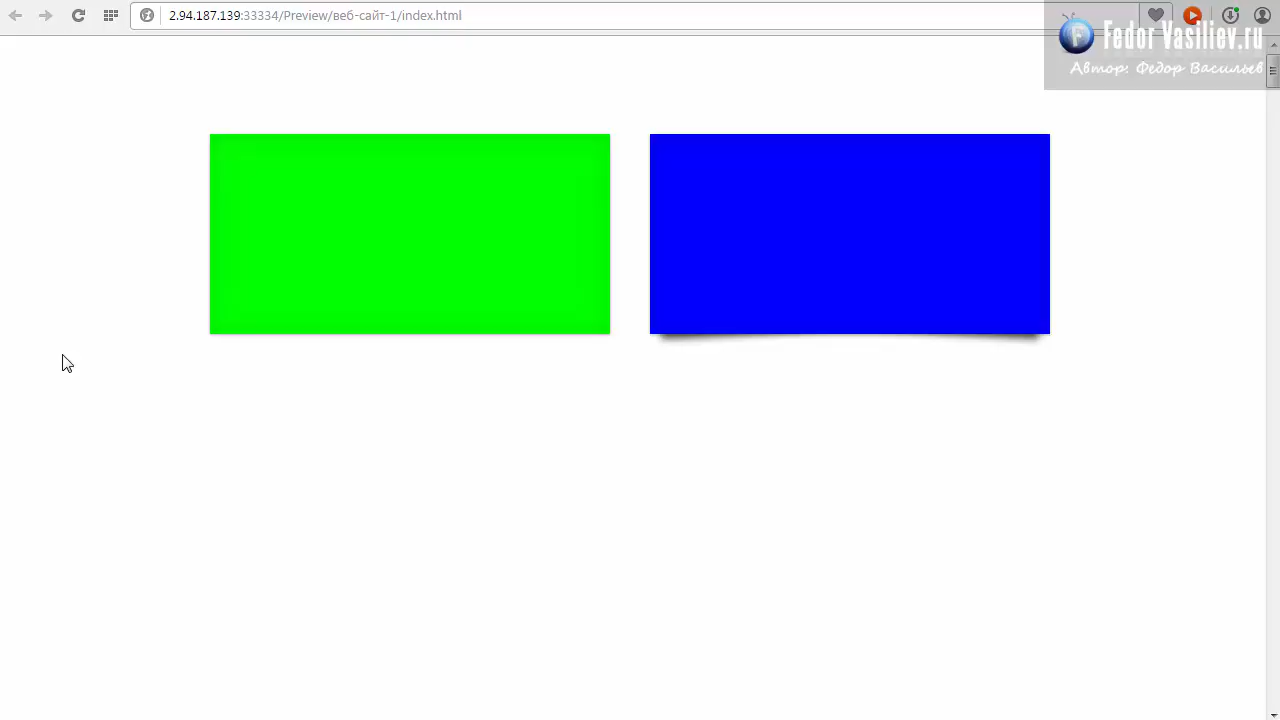 2.94.187.139:33334/Preview/веб-сайт-1/index.html
Fedor Vasiliev.ru
Автор: Федор Васильев